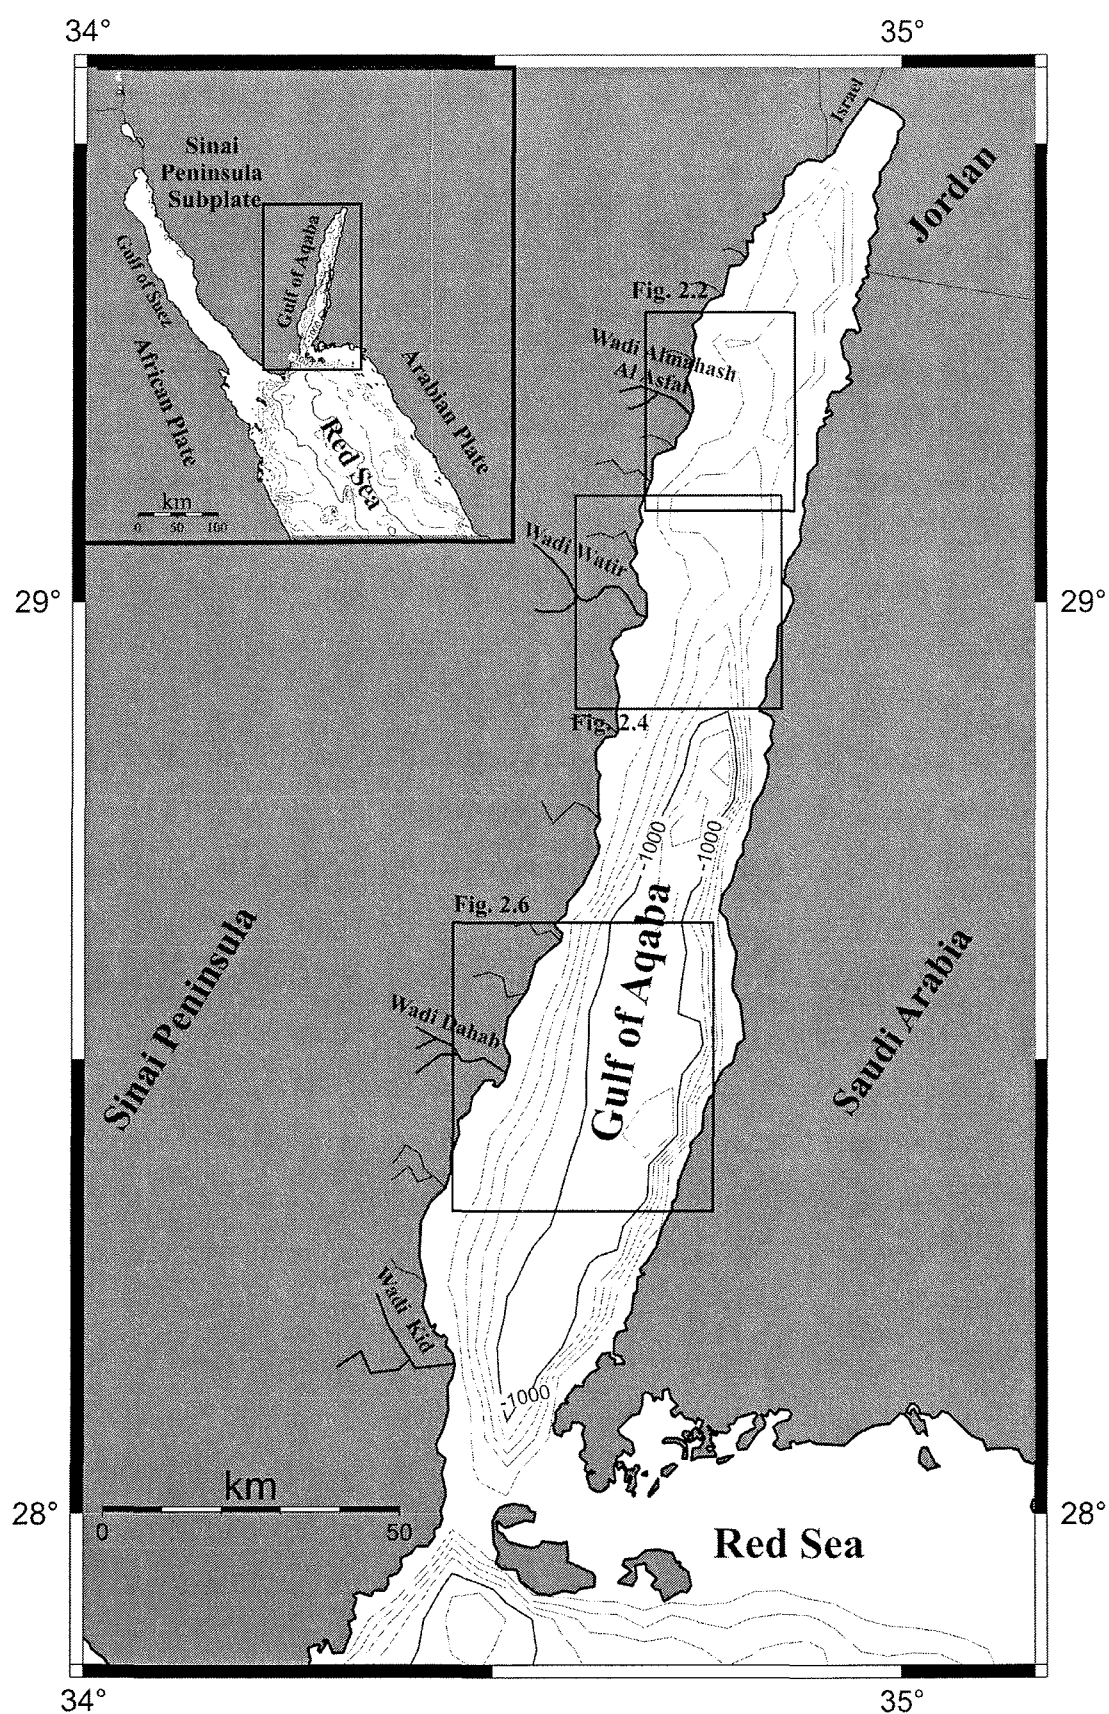 34°
35°
Israel
Jordan
Sinai
Peninsula
Subplate
Gulf of Suez
Gulf of Aqaba
African Plate
Arabian Plate
Red Sea
km
0 50 100
Fig. 2.2
Wadi Almahash
Al Asfal
Wadi Watir
29°
29°
Fig. 2.4
-1000
-1000
Fig. 2.6
Gulf of Aqaba
Sinai Peninsula
Saudi Arabia
Wadi Dahab
Wadi Kid
-1000
km
0 50
28°
28°
Red Sea
34°
35°